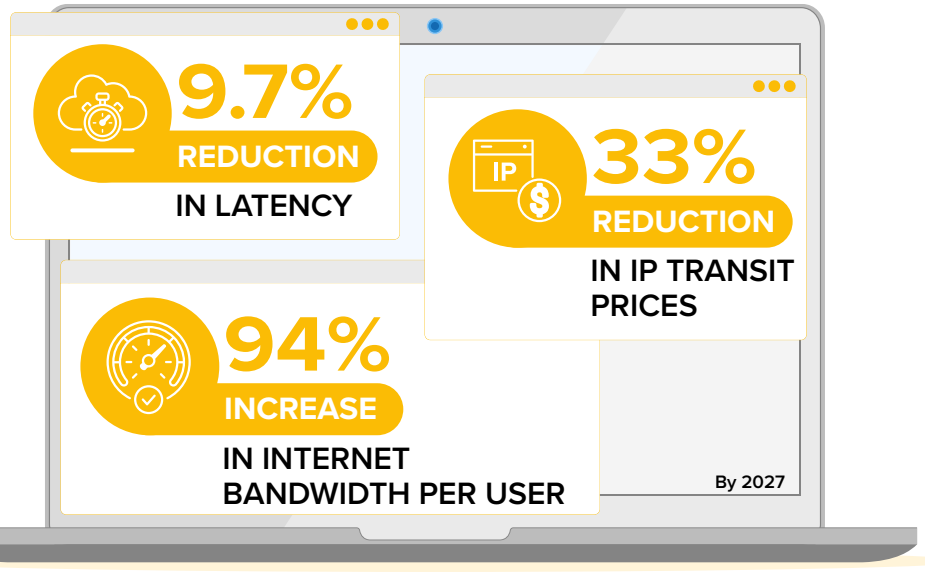 9.7%
REDUCTION
IN LATENCY
IP
$
33%
REDUCTION
IN IP TRANSIT
PRICES
94%
INCREASE
IN INTERNET
BANDWIDTH PER USER
By 2027